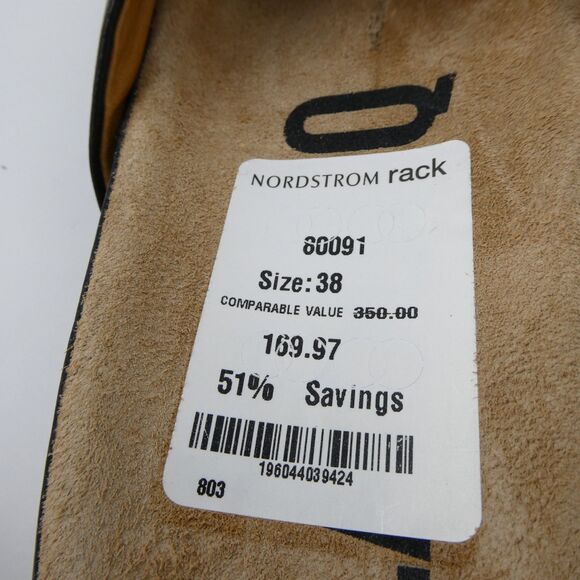 NORDSTROM rack
80091
Size:38
COMPARABLE VALUE 350.00
169.97
51% Savings
196044039424
803